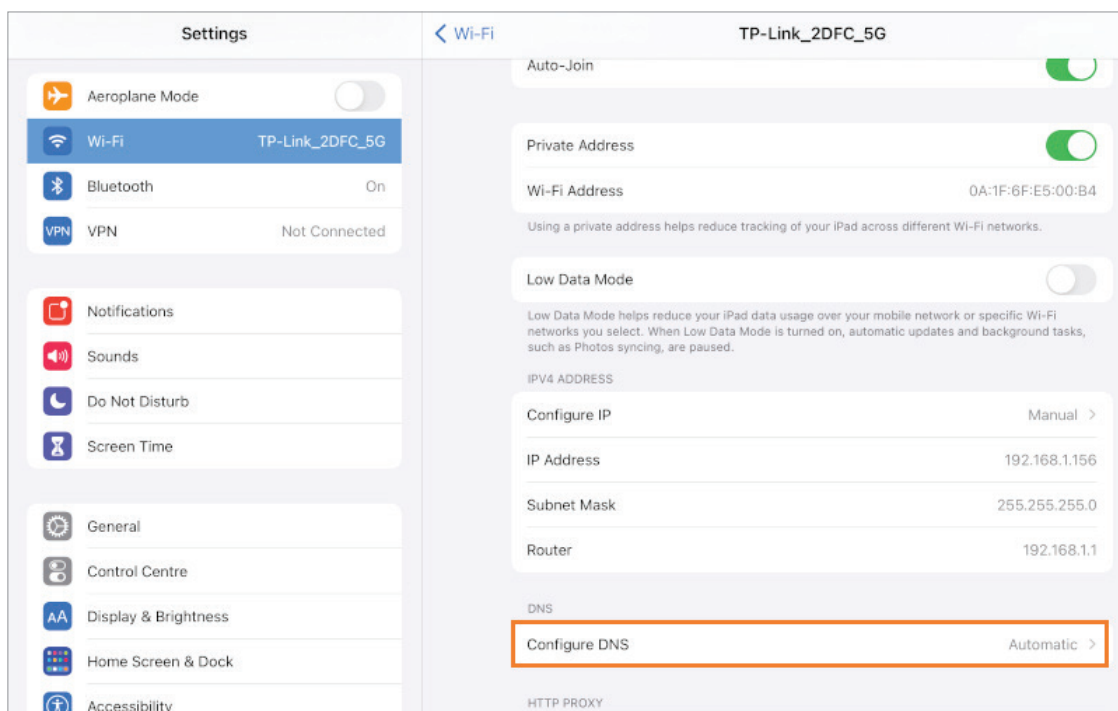 Settings
Aeroplane Mode
Wi-Fi TP-Link_2DFC_5G
Bluetooth On
VPN VPN Not Connected
Notifications
Sounds
Do Not Disturb
Screen Time
General
Control Centre
AA Display & Brightness
Home Screen & Dock
Accessibility
Wi-Fi TP-Link_2DFC_5G
Auto-Join
Private Address
Wi-Fi Address 0A:1F:6F:E5:00:B4
Using a private address helps reduce tracking of your iPad across different Wi-Fi networks.
Low Data Mode
Low Data Mode helps reduce your iPad data usage over your mobile network or specific Wi-Fi
networks you select. When Low Data Mode is turned on, automatic updates and background tasks,
such as Photos syncing, are paused.
IPV4 ADDRESS
Configure IP Manual
IP Address 192.168.1.156
Subnet Mask 255.255.255.0
Router 192.168.1.1
DNS
Configure DNS Automatic
HTTP PROXY